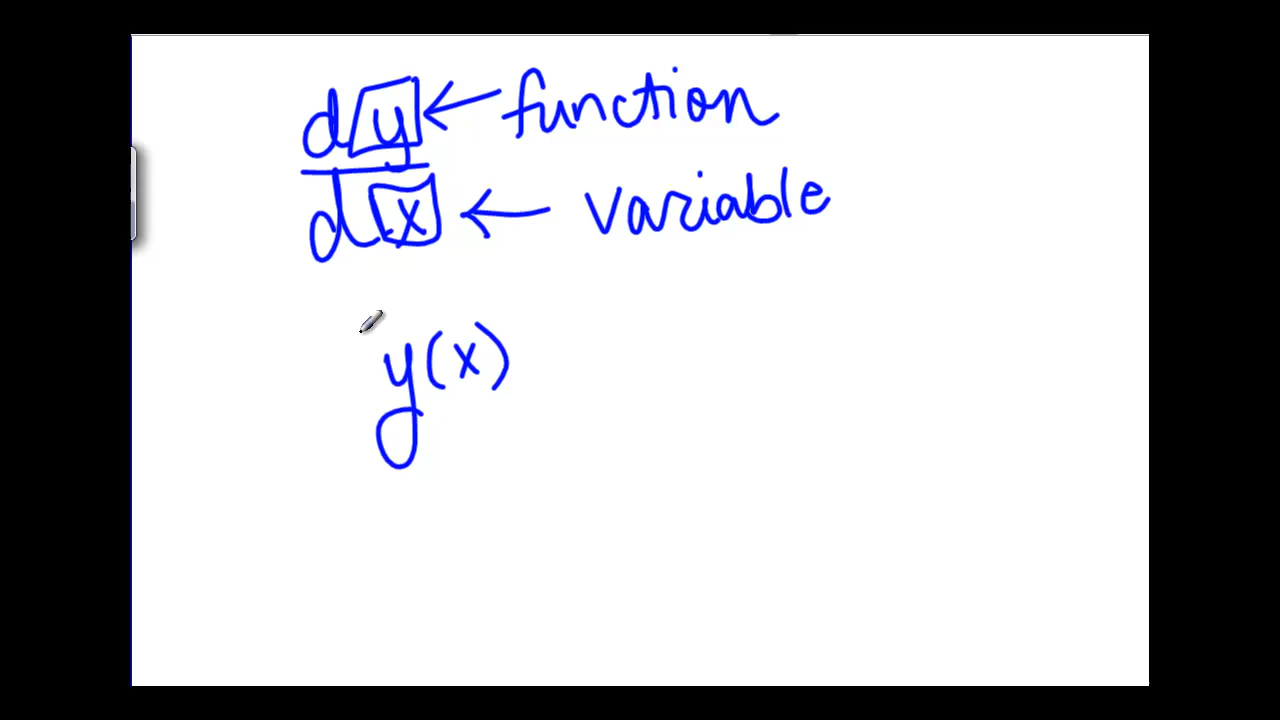 dy ← function
dx ← variable
y(x)